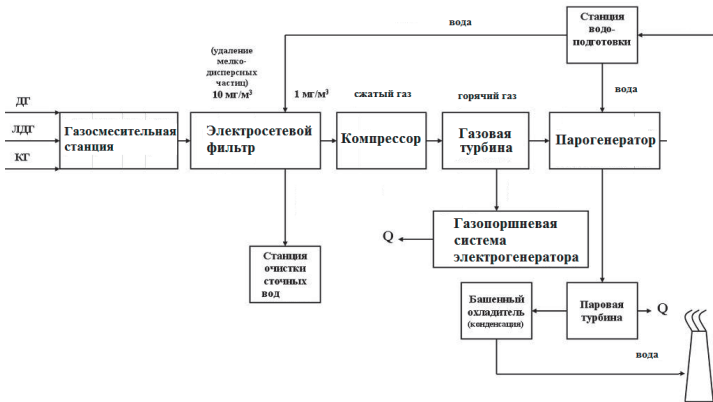 вода
Станция
водо-
подготовки
(удаление
мелко-
дисперсных
частиц)
10 мг/м³
1 мг/м³
сжатый газ
горячий газ
вода
ДГ
ЛДГ
КГ
Газосмесительная
станция
Электросетевой
фильтр
Компрессор
Газовая
турбина
Парогенератор
Q
Газопоршневая
система
электрогенератора
Станция
очистки
сточных
вод
Башенный
охладитель
(конденсация)
Паровая
турбина
Q
вода